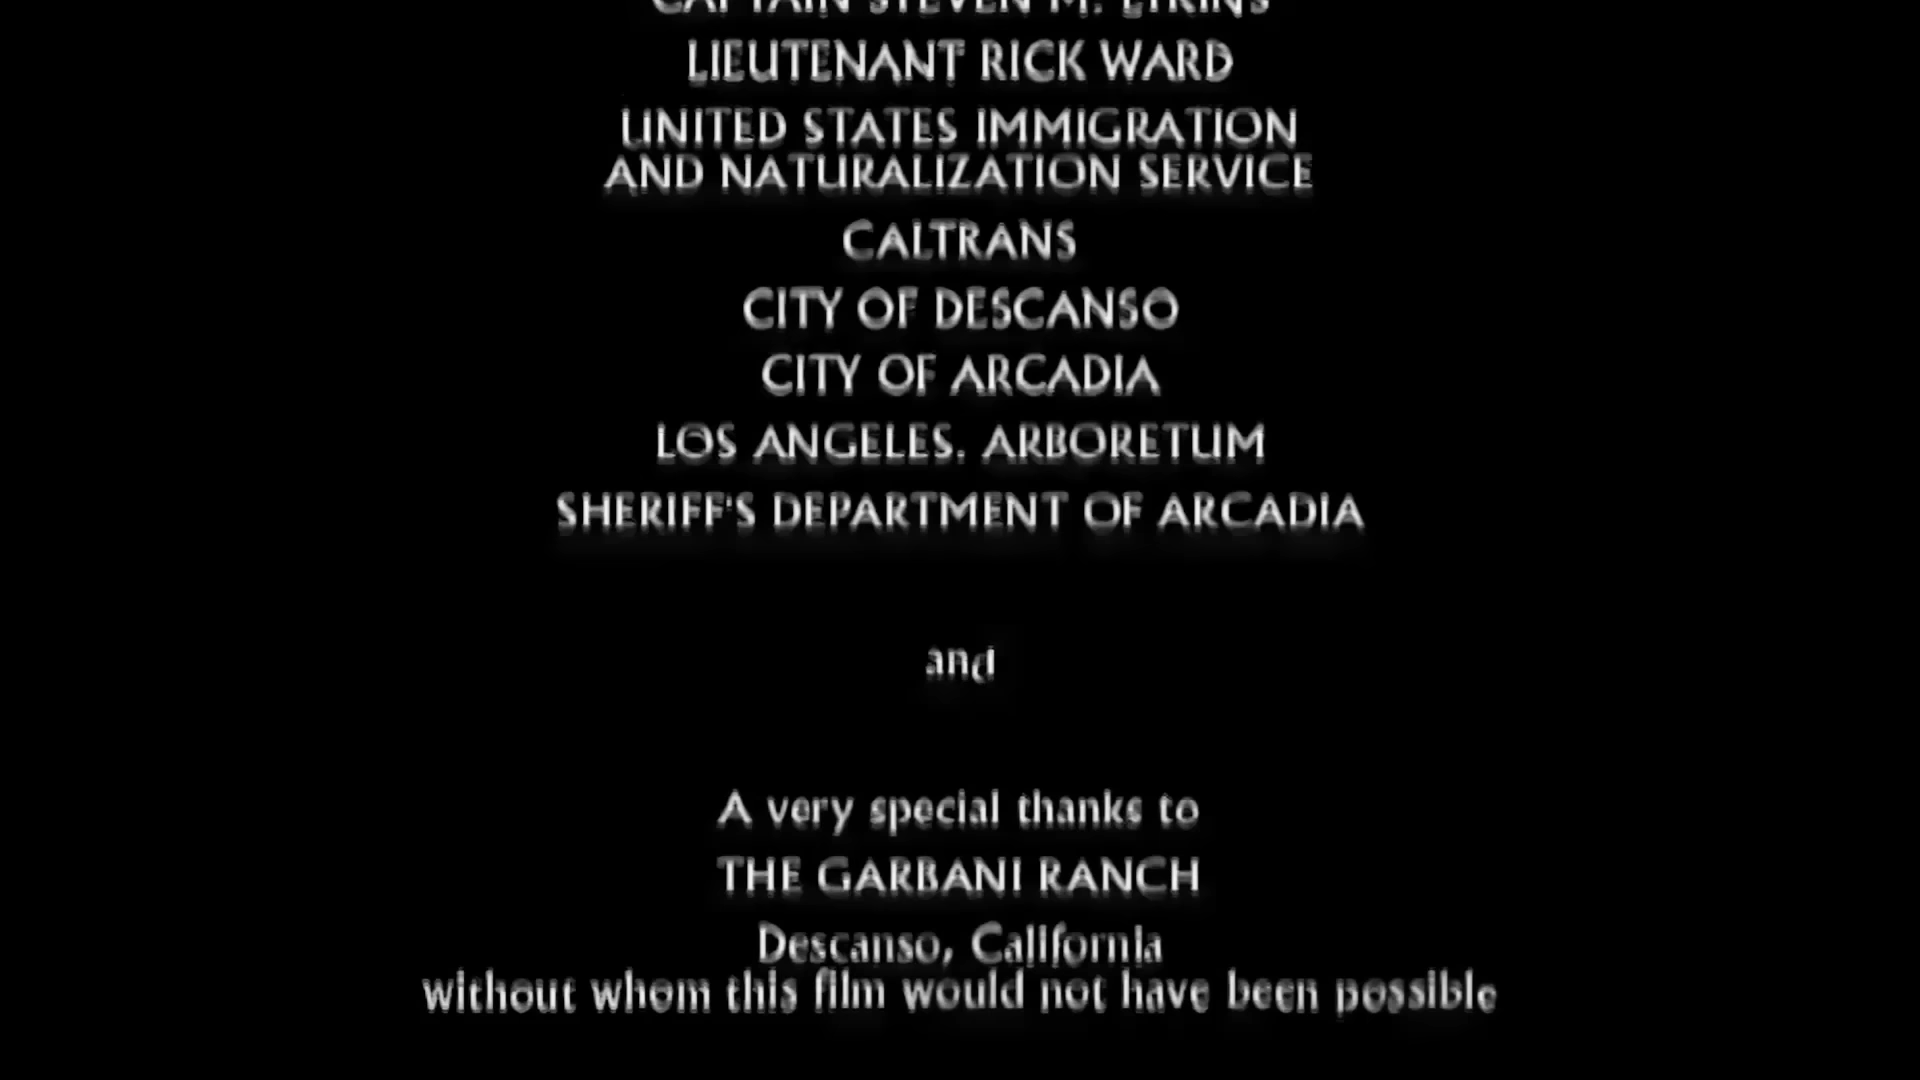 CAPTAIN STEVEN M.
LIEUTENANT RICK WARD
UNITED STATES IMMIGRATION
AND NATURALIZATION SERVICE
CALTRANS
CITY OF DESCANSO
CITY OF ARCADIA
LOS ANGELES. ARBORETUM
SHERIFF'S DEPARTMENT OF ARCADIA
and
A very special thanks to
THE GARBANI RANCH
Descanso, California
without whom this film would not have been possible